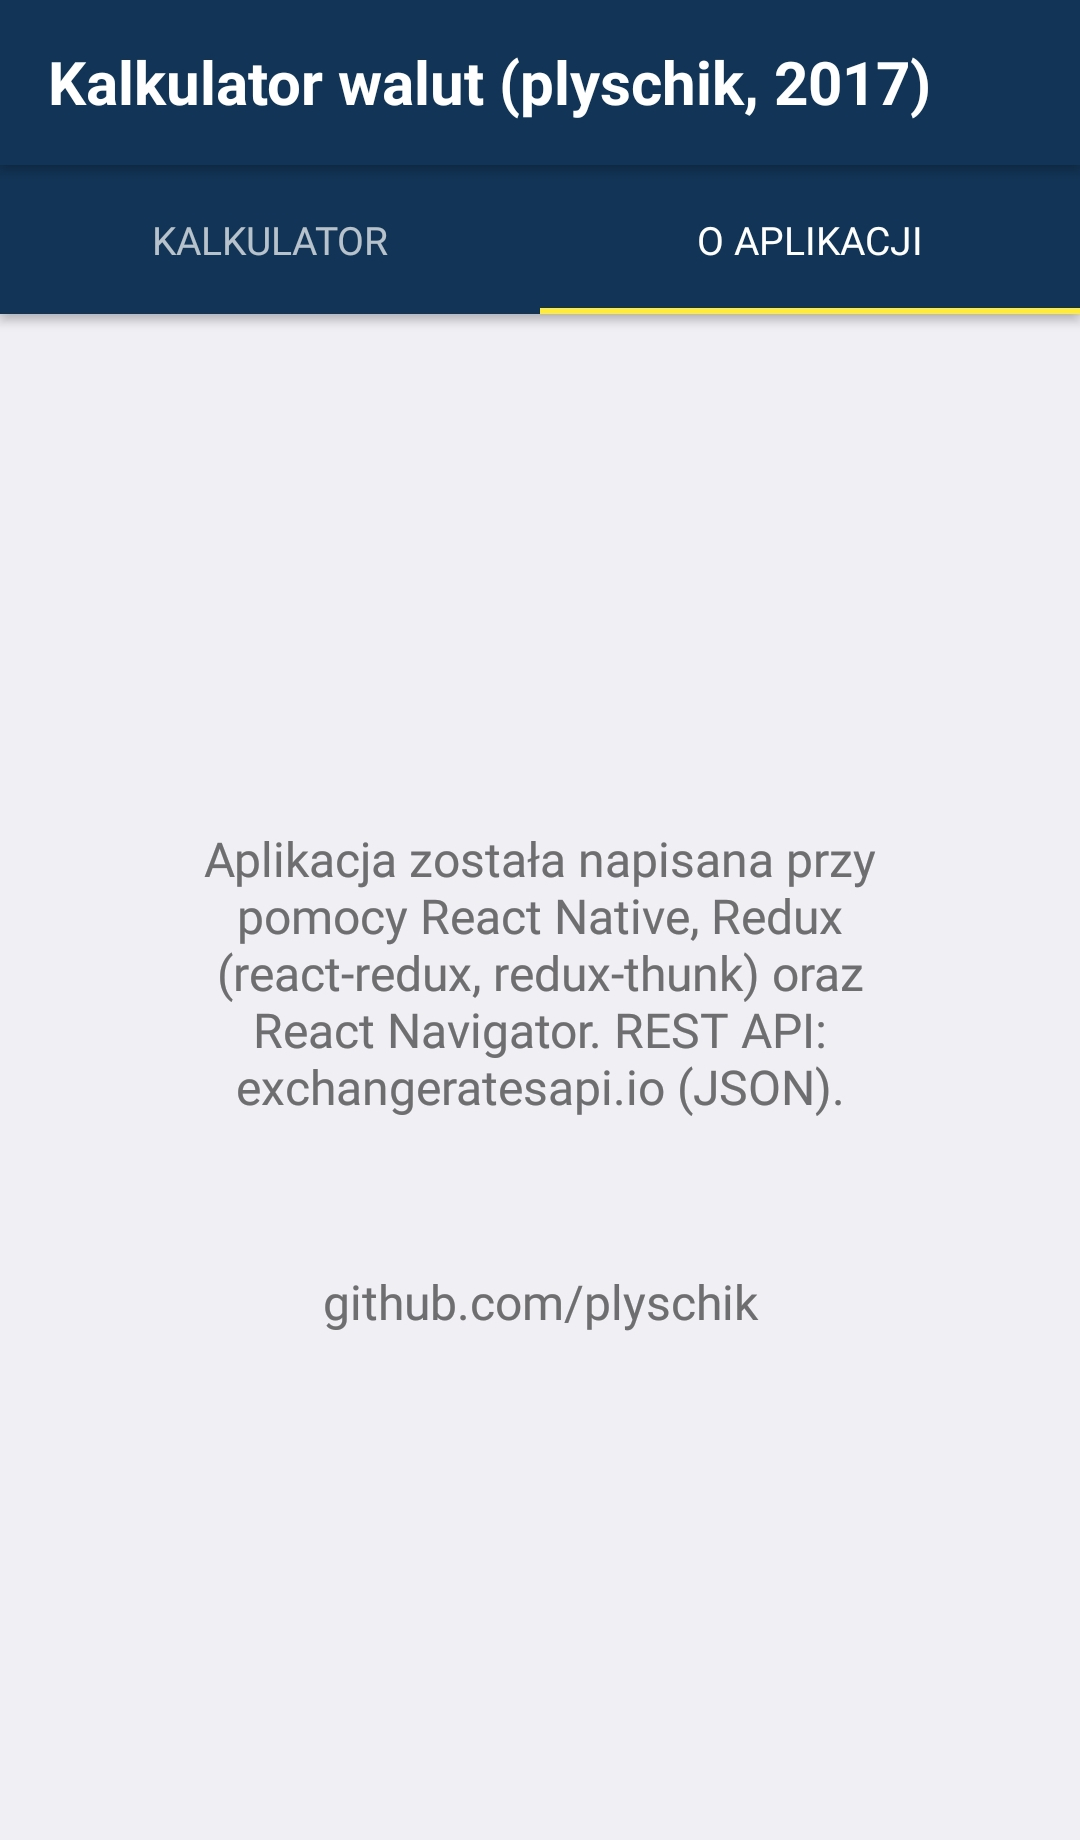 Kalkulator walut (plyschik, 2017)
KALKULATOR
O APLIKACJI
Aplikacja została napisana przy
pomocy React Native, Redux
(react-redux, redux-thunk) oraz
React Navigator. REST API:
exchangeratesapi.io (JSON).
github.com/plyschik